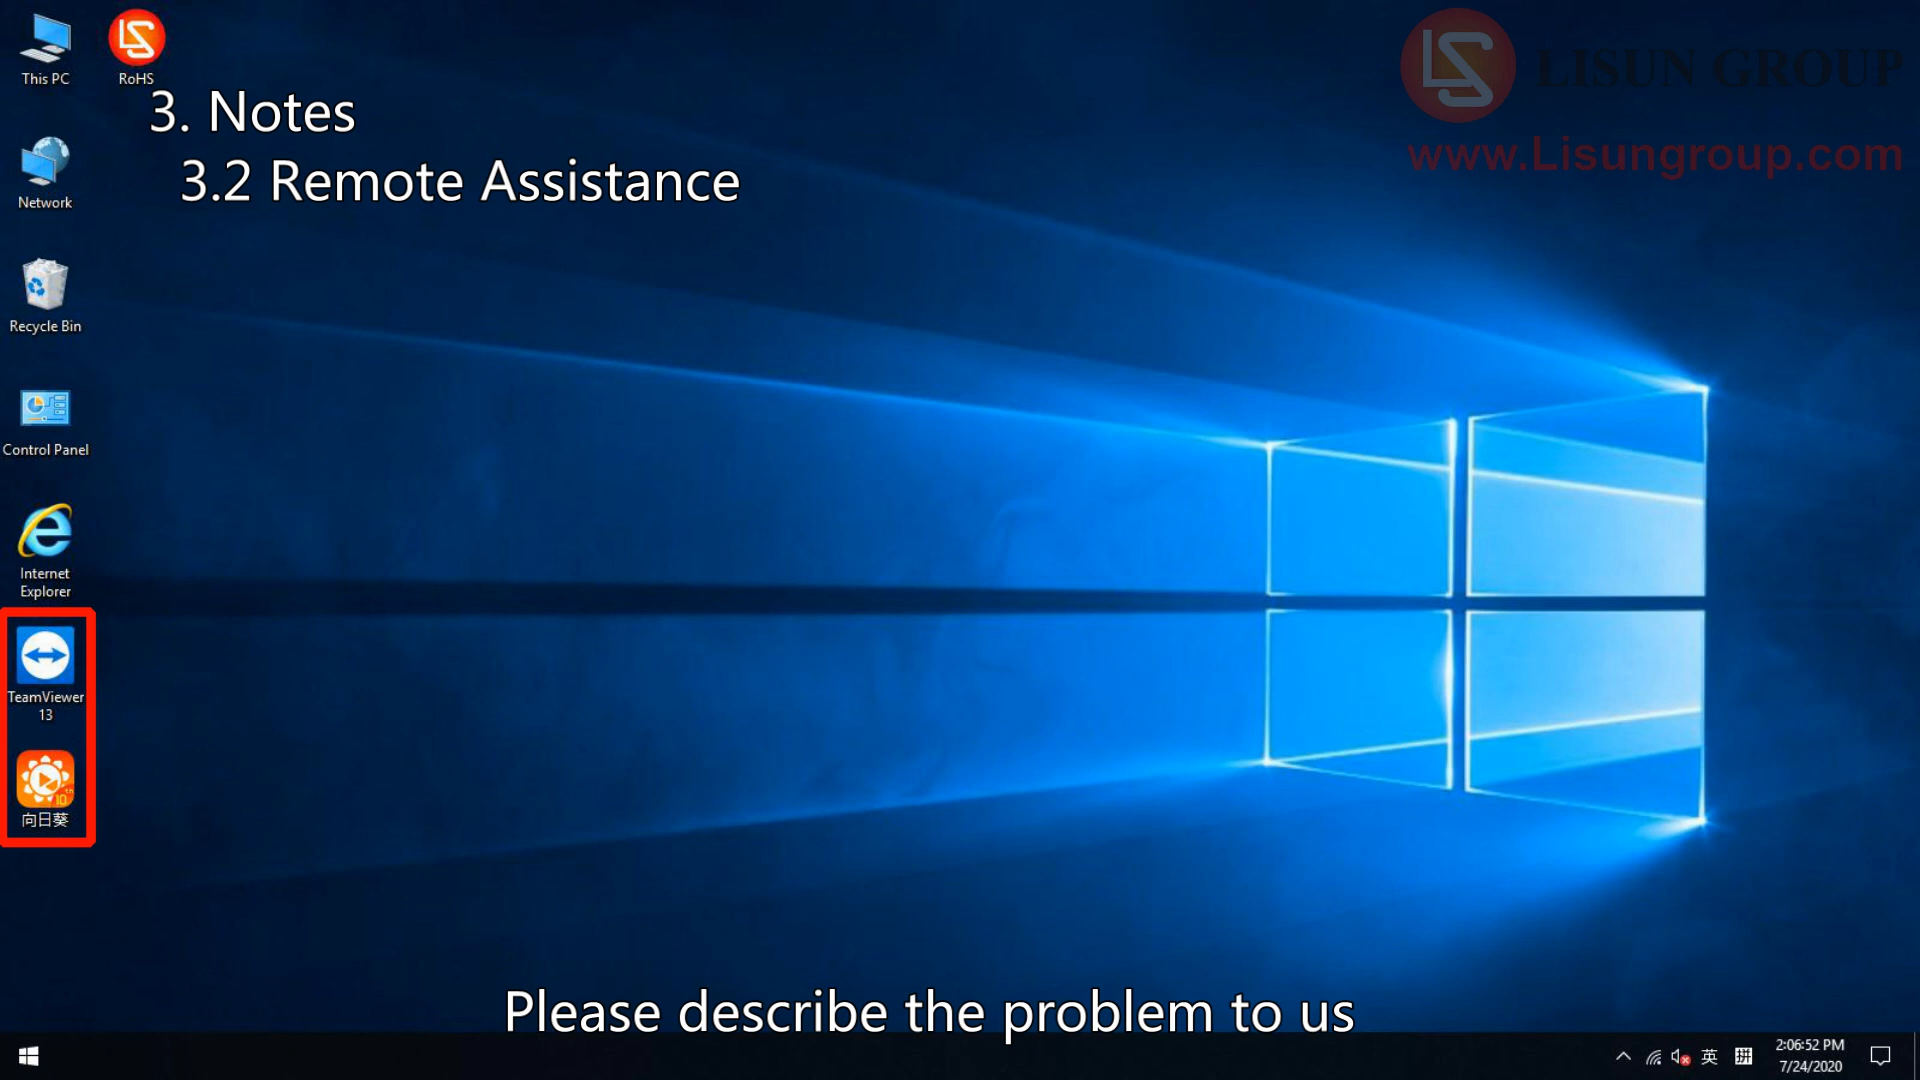 This PC
RoHS
LISUN GROUP
www.Lisungroup.com
3. Notes
3.2 Remote Assistance
Network
Recycle Bin
Control Panel
Internet
Explorer
TeamViewer
13
10th
向日葵
Please describe the problem to us
英
拼
2:06:52 PM
7/24/2020